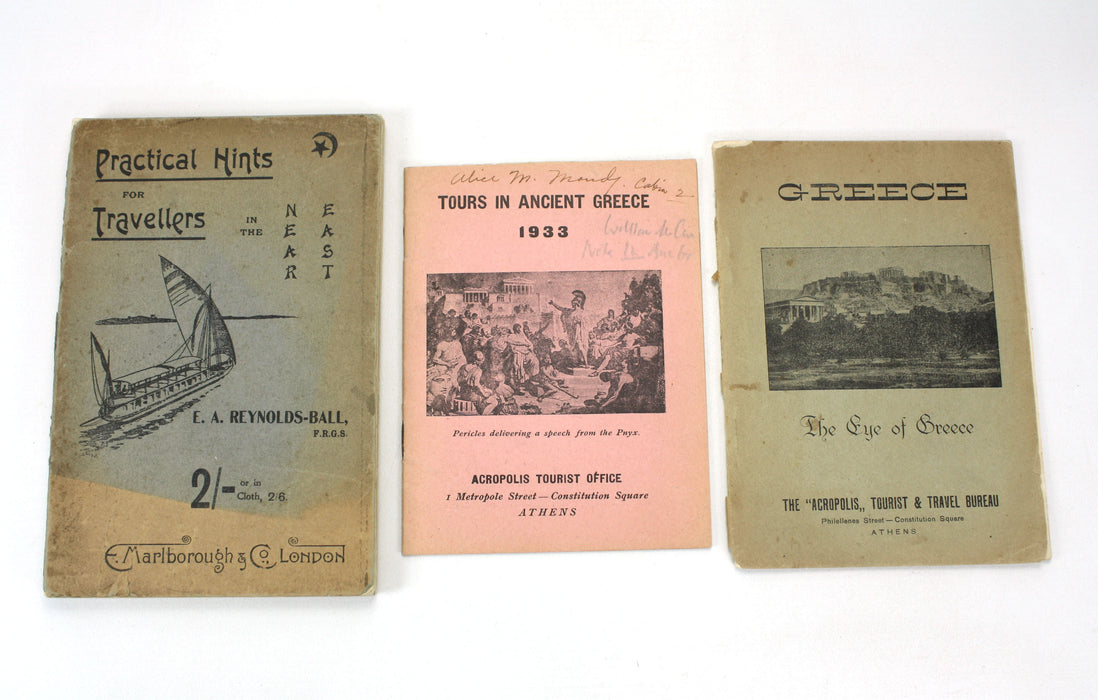 Practical Hints
FOR
Travellers
IN
THE
NEAR
EAST
E. A. REYNOLDS-BALL,
F.R.G.S.
2/- or in
Cloth, 2/6.
E. Marlborough & Co, London
Alice M. Cabin 2
TOURS IN ANCIENT GREECE
1933
Pericles delivering a speech from the Pnyx.
ACROPOLIS TOURIST OFFICE
1 Metropole Street — Constitution Square
ATHENS
GREECE
The Eye of Greece
THE "ACROPOLIS„ TOURIST & TRAVEL BUREAU
Philellenes Street — Constitution Square
ATHENS